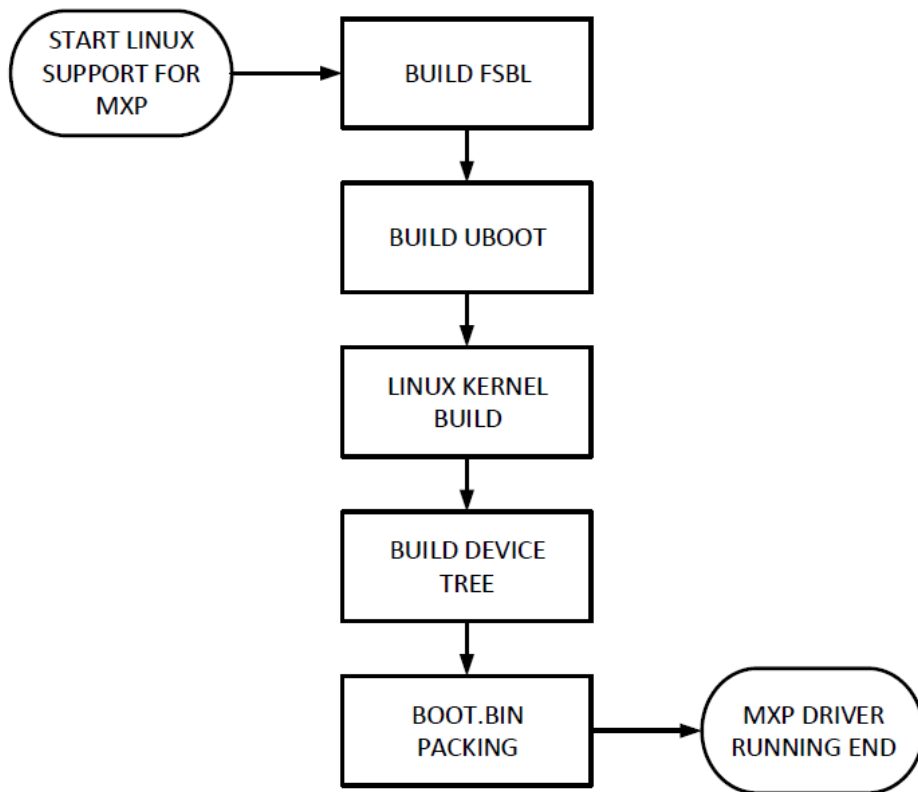 START LINUX
SUPPORT FOR
MXP
BUILD FSBL
BUILD UBOOT
LINUX KERNEL
BUILD
BUILD DEVICE
TREE
BOOT.BIN
PACKING
MXP DRIVER
RUNNING END